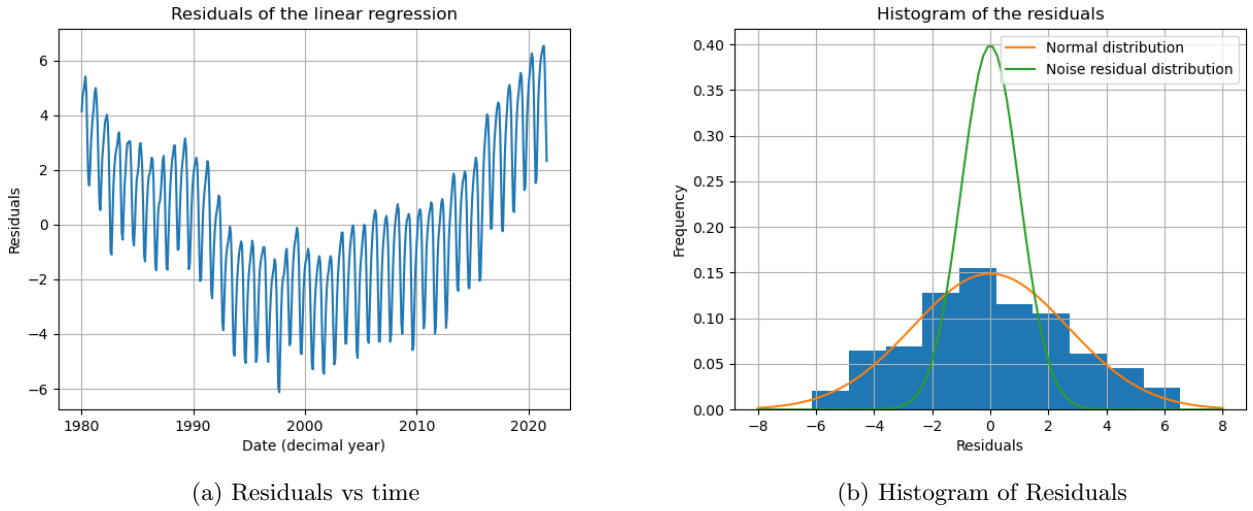 Residuals of the linear regression
6
4
2
0
−2
−4
−6
Residuals
1980 1990 2000 2010 2020
Date (decimal year)
(a) Residuals vs time
Histogram of the residuals
Normal distribution
Noise residual distribution
0.40
0.35
0.30
0.25
0.20
0.15
0.10
0.05
0.00
Frequency
−8 −6 −4 −2 0 2 4 6 8
Residuals
(b) Histogram of Residuals